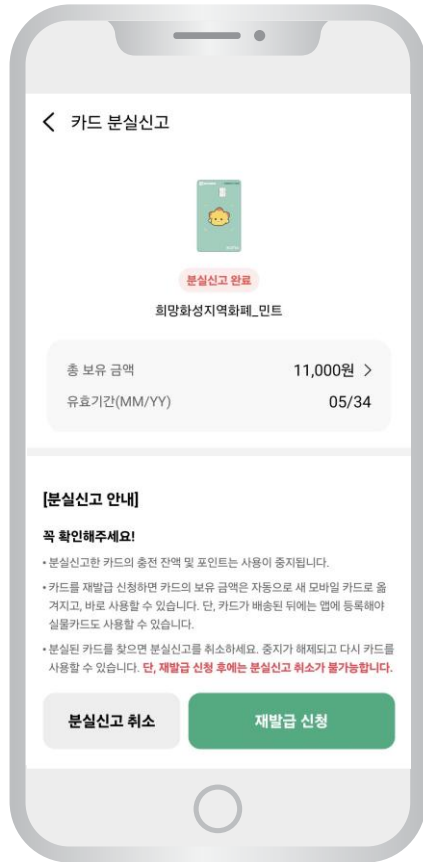 카드 분실신고
분실신고 완료
희망화성지역화폐_민트
총 보유 금액 11,000원 >
유효기간(MM/YY) 05/34
[분실신고 안내]
꼭 확인해주세요!
• 분실신고한 카드의 충전 잔액 및 포인트는 사용이 중지됩니다.
• 카드를 재발급 신청하면 카드의 보유 금액은 자동으로 새 모바일 카드로 옮
겨지고, 바로 사용할 수 있습니다. 단, 카드가 배송된 뒤에는 앱에 등록해야
실물카드도 사용할 수 있습니다.
• 분실된 카드를 찾으면 분실신고를 취소하세요. 중지가 해제되고 다시 카드를
사용할 수 있습니다. 단, 재발급 신청 후에는 분실신고 취소가 불가능합니다.
분실신고 취소 재발급 신청